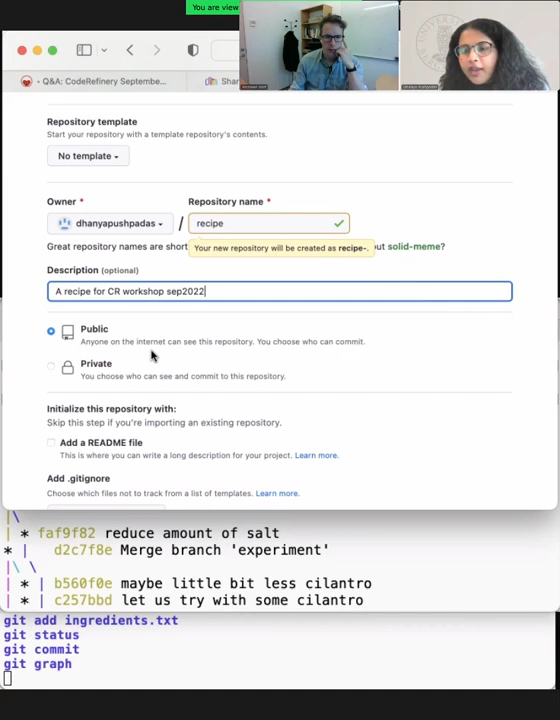 You are view
Q&A: CodeRefinery Septembe...
Shar
Repository template
Start your repository with a template repository's contents.
No template
Owner *
Repository name *
dhanyapushpadas
/
recipe
Great repository names are short
Your new repository will be created as recipe-.
ut solid-meme?
Description (optional)
A recipe for CR workshop sep2022
Public
Anyone on the internet can see this repository. You choose who can commit.
Private
You choose who can see and commit to this repository.
Initialize this repository with:
Skip this step if you're importing an existing repository.
Add a README file
This is where you can write a long description for your project. Learn more.
Add .gitignore
Choose which files not to track from a list of templates. Learn more.
|\
| * faf9f82 reduce amount of salt
* | d2c7f8e Merge branch 'experiment'
|\ \
| * | b560f0e maybe little bit less cilantro
| * | c257bbd let us try with some cilantro
git add ingredients.txt
git status
git commit
git graph